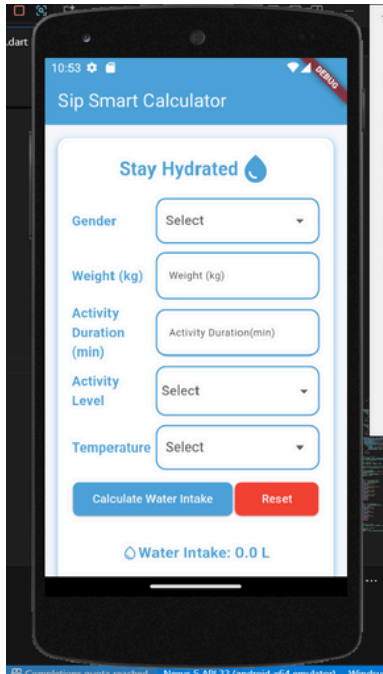 .dart
10:53
DEBUG
Sip Smart Calculator
Stay Hydrated
Gender
Select
Weight (kg)
Weight (kg)
Activity
Duration
(min)
Activity Duration(min)
Activity
Level
Select
Temperature
Select
Calculate Water Intake
Reset
Water Intake: 0.0 L
...
Completions quota reached
Nexus 5 API 32 (android-x64 emulator)